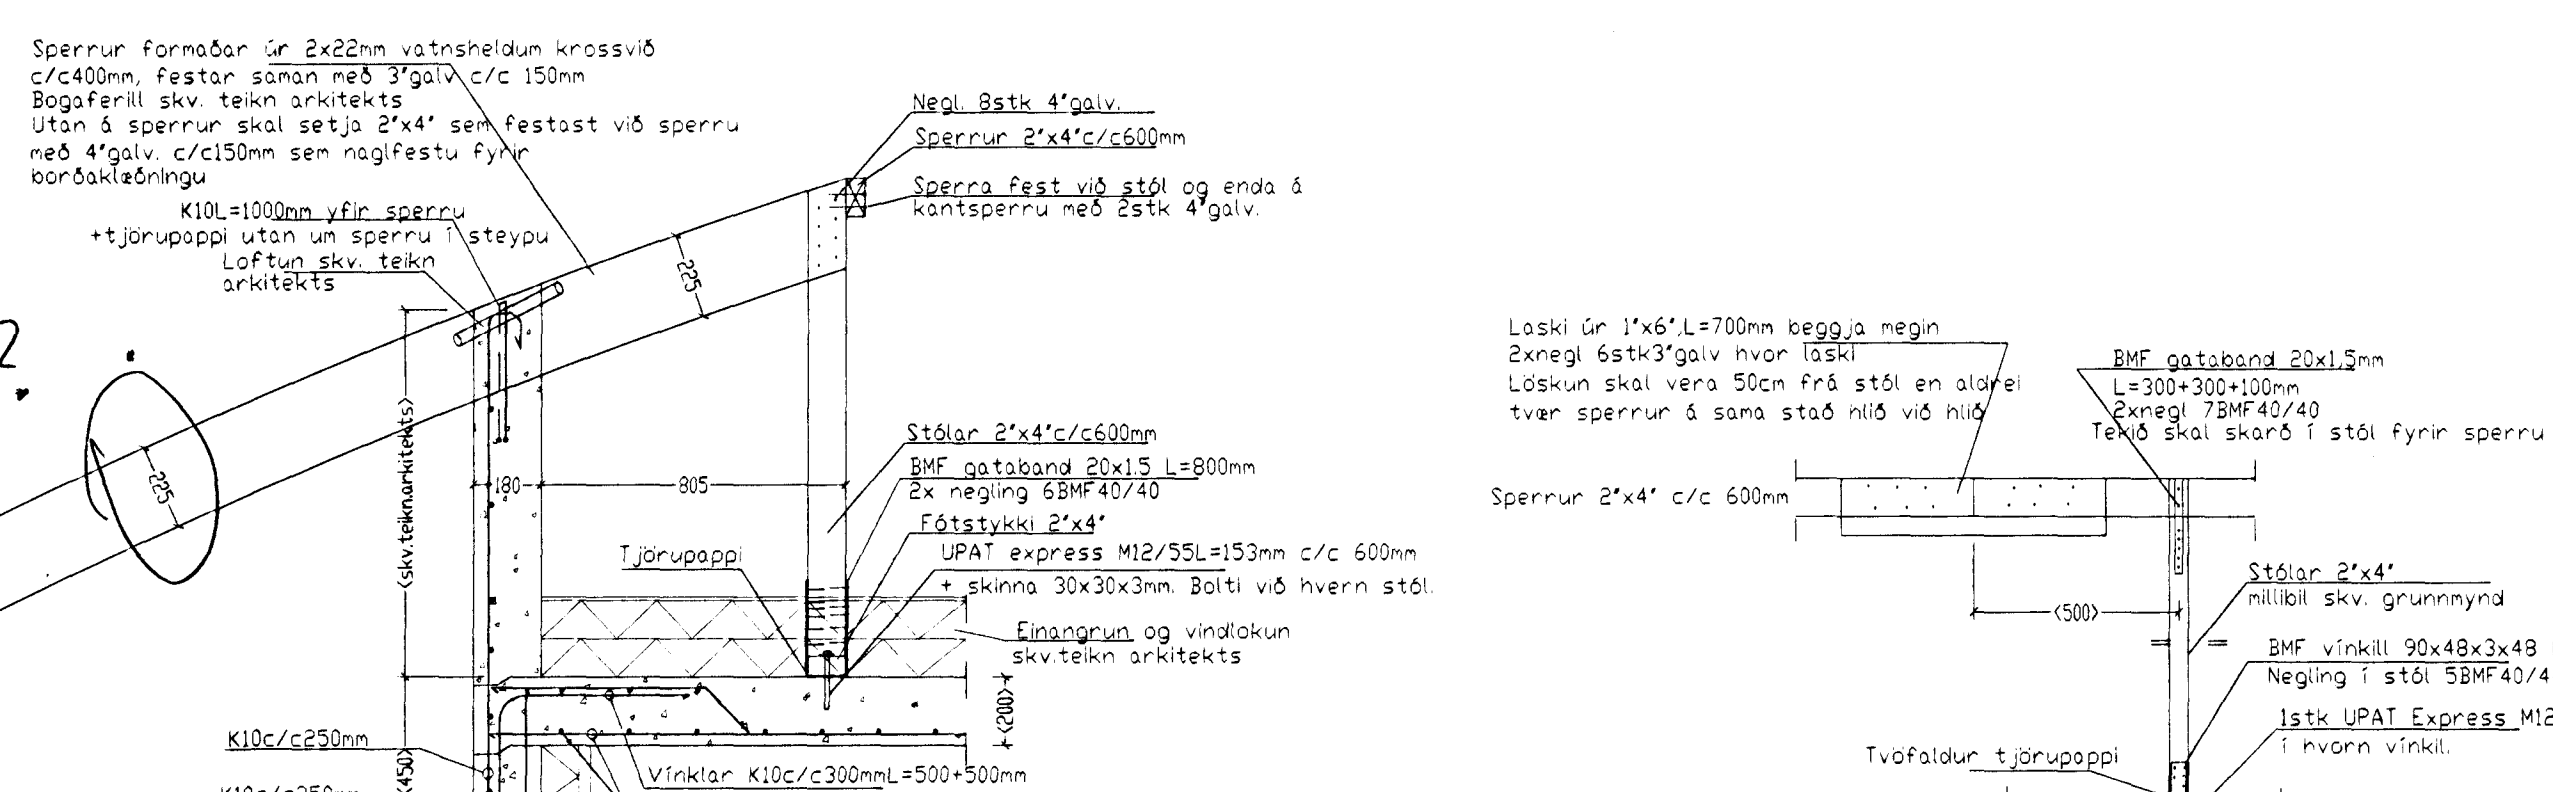 Sperrur formaðar úr 2x22mm vatnsheldum krossvið
c/c400mm, festar saman með 3"galv c/c 150mm
Bogaferill skv. teikn arkitekts
Utan á sperrur skal setja 2"x4" sem festast við sperru
með 4"galv. c/c150mm sem naglfestu fyrir
borðaklæðningu
K10L=1000mm yfir sperru
+tjörupappi utan um sperru í steypu
Loftun skv. teikn
arkitekts
Negl. 8stk 4"galv.
Sperrur 2"x4"c/c600mm
Sperra fest við stól og enda á
kantsperru með 2stk 4"galv.
225
2
225
<skv.teikn.arkitekts>
180
805
Stólar 2"x4"c/c600mm
BMF gataband 20x1.5 L=800mm
2x negling 6BMF40/40
Fótstykki 2"x4"
UPAT express M12/55L=153mm c/c 600mm
+ skinna 30x30x3mm. Bolti við hvern stól.
Tjörupappi
Einangrun og vindlokun
skv.teikn arkitekts
<200>
K10c/c250mm
<450>
Vínklar K10c/c300mmL=500+500mm
K10c/c250mm
Laski úr 1"x6",L=700mm beggja megin
2xnegl 6stk3"galv hvor laski
Löskun skal vera 50cm frá stól en aldrei
tvær sperrur á sama stað hlið við hlið
BMF gataband 20x1,5mm
L=300+300+100mm
2xnegl 7BMF40/40
Tekið skal skarð í stól fyrir sperru
Sperrur 2"x4" c/c 600mm
<500>
Stólar 2"x4"
millibil skv. grunnmynd
BMF vínkill 90x48x3x48
Negling í stól 5BMF40/4
1stk UPAT Express M12
í hvorn vínkil.
Tvöfaldur tjörupappi